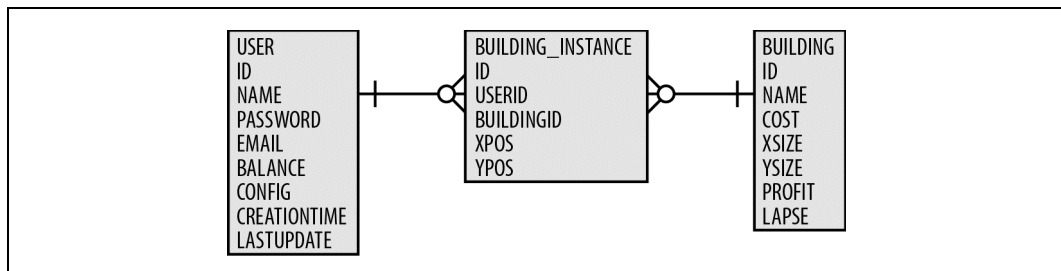 USER
ID
NAME
PASSWORD
EMAIL
BALANCE
CONFIG
CREATIONTIME
LASTUPDATE
BUILDING_INSTANCE
ID
USERID
BUILDINGID
XPOS
YPOS
BUILDING
ID
NAME
COST
XSIZE
YSIZE
PROFIT
LAPSE